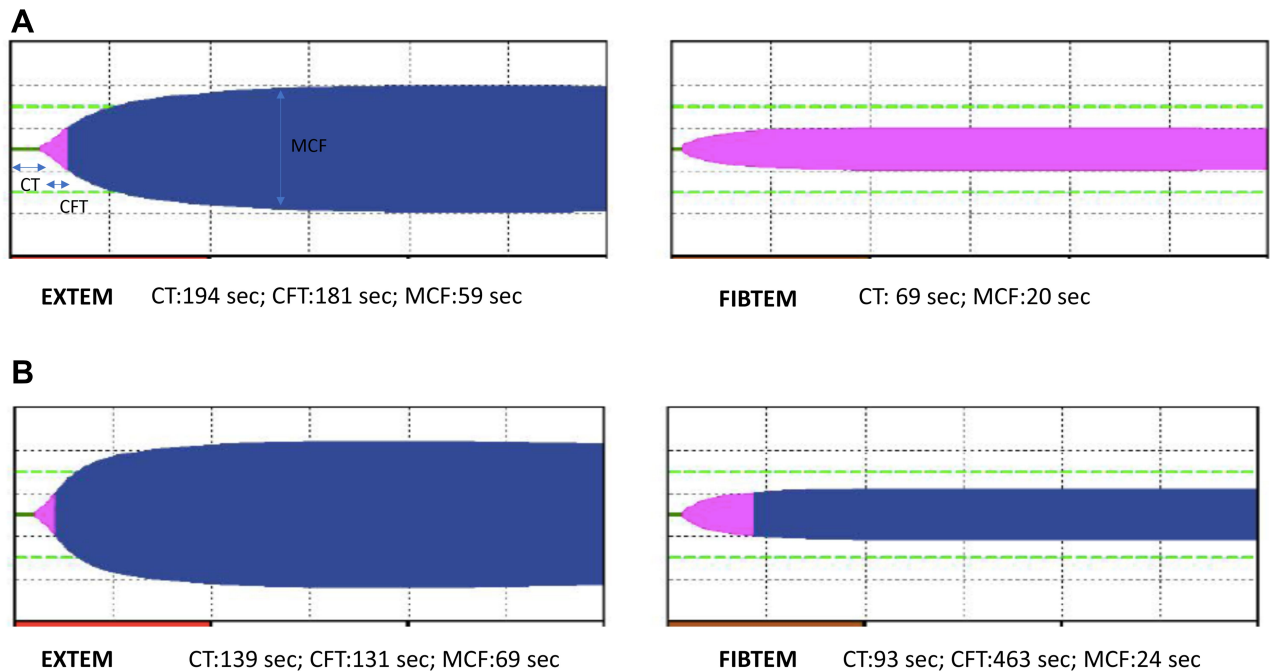 A
MCF
CT
CFT
EXTEM CT:194 sec; CFT:181 sec; MCF:59 sec
FIBTEM CT: 69 sec; MCF:20 sec
B
EXTEM CT:139 sec; CFT:131 sec; MCF:69 sec
FIBTEM CT:93 sec; CFT:463 sec; MCF:24 sec